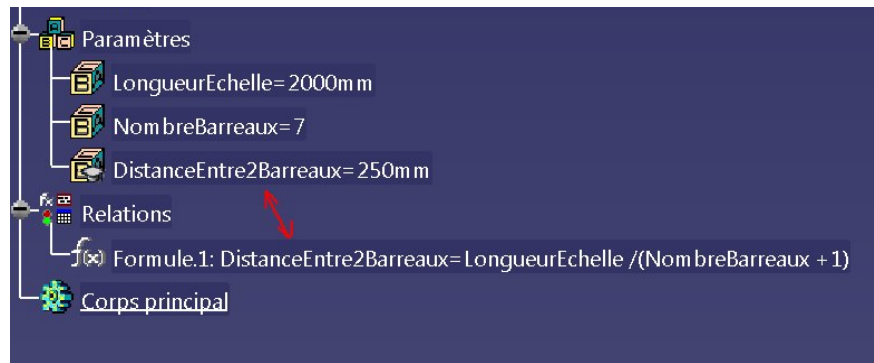 Paramètres
LongueurEchelle=2000mm
NombreBarreaux=7
DistanceEntre2Barreaux=250mm
Relations
Formule.1: DistanceEntre2Barreaux=LongueurEchelle /(NombreBarreaux +1)
Corps principal